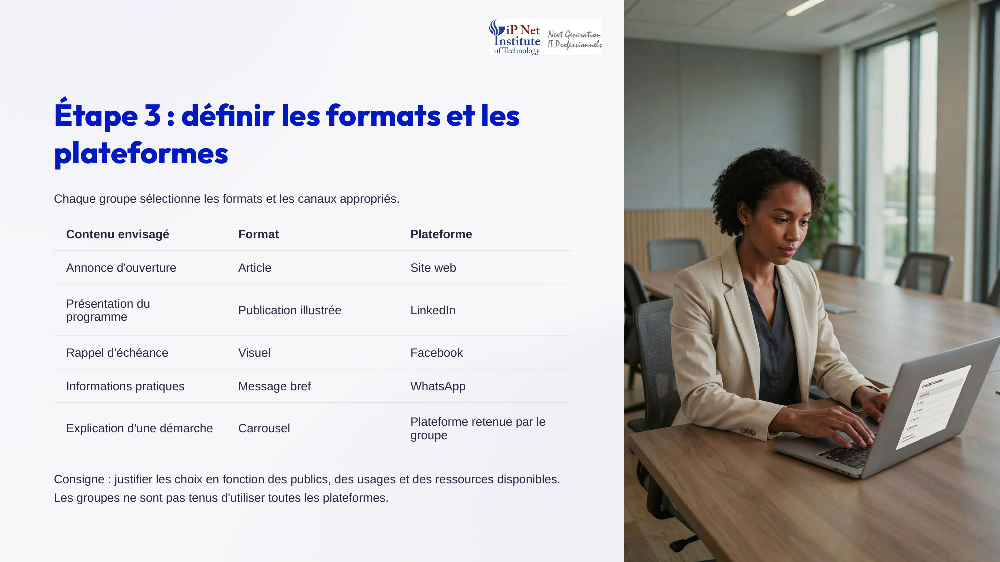 iP Net
Institute
of Technology
Next Generation
IT Professionnels
Étape 3 : définir les formats et les
plateformes
Chaque groupe sélectionne les formats et les canaux appropriés.
Contenu envisagé Format Plateforme
Annonce d'ouverture Article Site web
Présentation du
programme Publication illustrée LinkedIn
Rappel d'échéance Visuel Facebook
Informations pratiques Message bref WhatsApp
Explication d'une démarche Carrousel Plateforme retenue par le
groupe
Consigne : justifier les choix en fonction des publics, des usages et des ressources disponibles.
Les groupes ne sont pas tenus d'utiliser toutes les plateformes.
CONTENT FORMATS